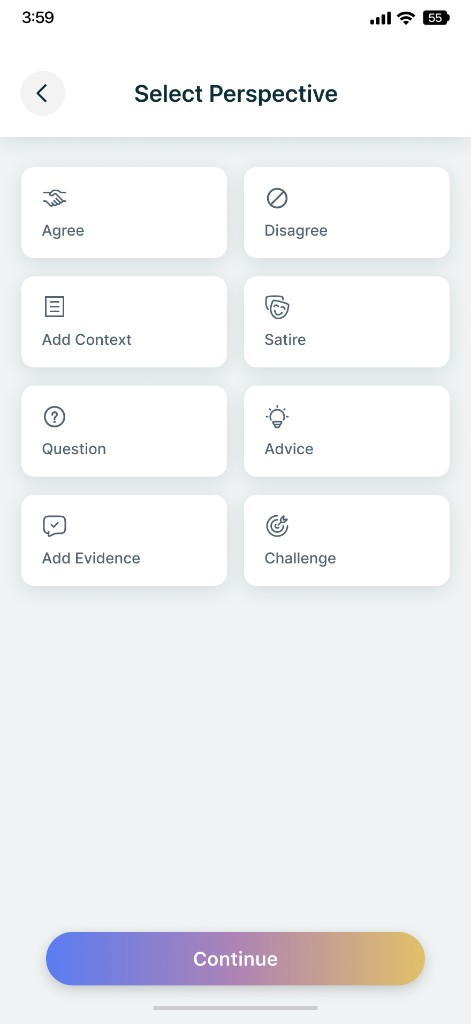 3:59
55
Select Perspective
Agree
Disagree
Add Context
Satire
Question
Advice
Add Evidence
Challenge
Continue